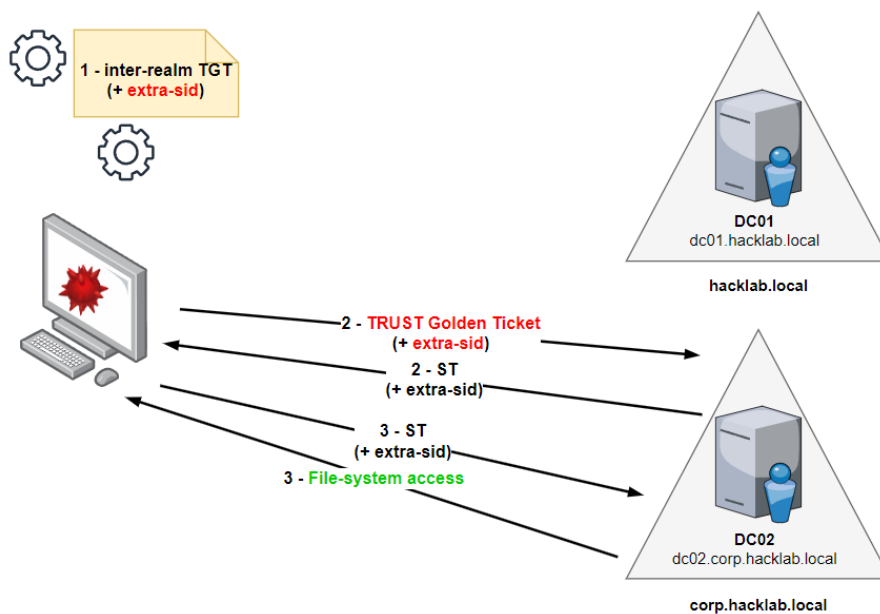 1 - inter-realm TGT
(+ extra-sid)
DC01
dc01.hacklab.local
hacklab.local
2 - TRUST Golden Ticket
(+ extra-sid)
2 - ST
(+ extra-sid)
3 - ST
(+ extra-sid)
3 - File-system access
DC02
dc02.corp.hacklab.local
corp.hacklab.local